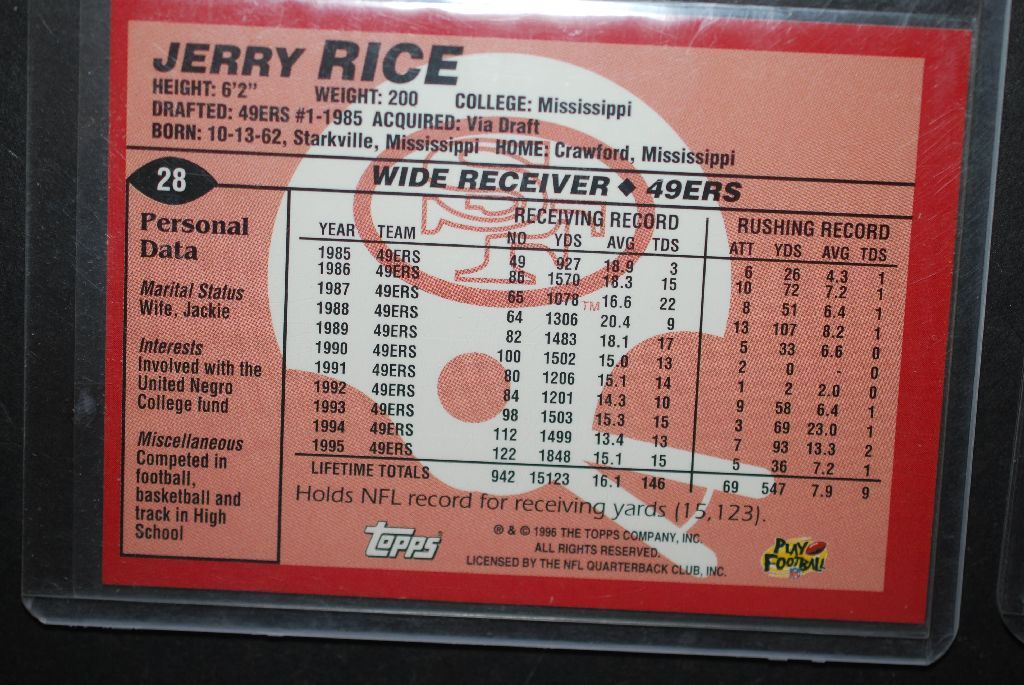 JERRY RICE
HEIGHT: 6'2" WEIGHT: 200 COLLEGE: Mississippi
DRAFTED: 49ERS #1-1985 ACQUIRED: Via Draft
BORN: 10-13-62, Starkville, Mississippi HOME: Crawford, Mississippi
28
WIDE RECEIVER ◆ 49ERS
Personal
Data
Marital Status
Wife, Jackie
Interests
Involved with the
United Negro
College fund
Miscellaneous
Competed in
football,
basketball and
track in High
School
RECEIVING RECORD RUSHING RECORD
YEAR TEAM NO YDS AVG TDS ATT YDS AVG TDS
1985 49ERS 49 927 18.9 3 6 26 4.3 1
1986 49ERS 86 1570 18.3 15 10 72 7.2 1
1987 49ERS 65 1078 16.6 22 8 51 6.4 1
1988 49ERS 64 1306 20.4 9 13 107 8.2 1
1989 49ERS 82 1483 18.1 17 5 33 6.6 0
1990 49ERS 100 1502 15.0 13 2 0 - 0
1991 49ERS 80 1206 15.1 14 1 2 2.0 0
1992 49ERS 84 1201 14.3 10 9 58 6.4 1
1993 49ERS 98 1503 15.3 15 3 69 23.0 1
1994 49ERS 112 1499 13.4 13 7 93 13.3 2
1995 49ERS 122 1848 15.1 15 5 36 7.2 1
LIFETIME TOTALS 942 15123 16.1 146 69 547 7.9 9
TM
Holds NFL record for receiving yards (15,123).
topps
® & © 1996 THE TOPPS COMPANY, INC.
ALL RIGHTS RESERVED.
LICENSED BY THE NFL QUARTERBACK CLUB, INC.
PLAY
FOOTBALL